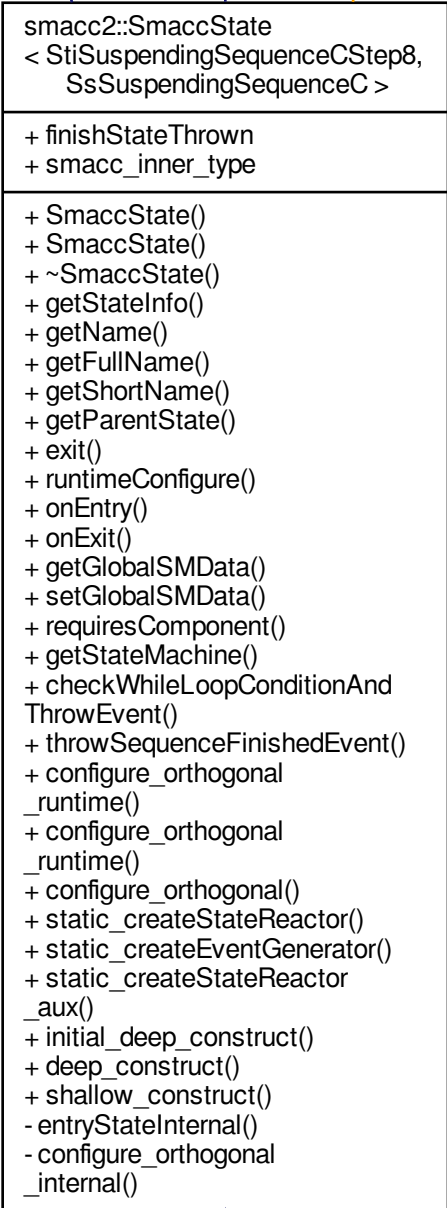 smacc2::SmaccState
< StiSuspendingSequenceCStep8,
SsSuspendingSequenceC >
+ finishStateThrown
+ smacc_inner_type
+ SmaccState()
+ SmaccState()
+ ~SmaccState()
+ getStateInfo()
+ getName()
+ getFullName()
+ getShortName()
+ getParentState()
+ exit()
+ runtimeConfigure()
+ onEntry()
+ onExit()
+ getGlobalSMData()
+ setGlobalSMData()
+ requiresComponent()
+ getStateMachine()
+ checkWhileLoopConditionAnd
ThrowEvent()
+ throwSequenceFinishedEvent()
+ configure_orthogonal
_runtime()
+ configure_orthogonal
_runtime()
+ configure_orthogonal()
+ static_createStateReactor()
+ static_createEventGenerator()
+ static_createStateReactor
_aux()
+ initial_deep_construct()
+ deep_construct()
+ shallow_construct()
- entryStateInternal()
- configure_orthogonal
_internal()